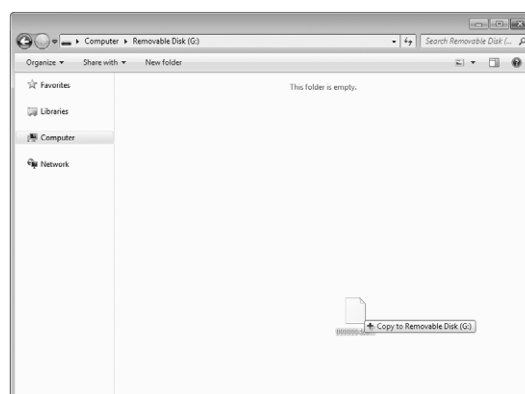 Computer ▸ Removable Disk (G:)
Search Removable Disk (...
Organize Share with New folder
Favorites
This folder is empty.
Libraries
Computer
Network
Copy to Removable Disk (G:)